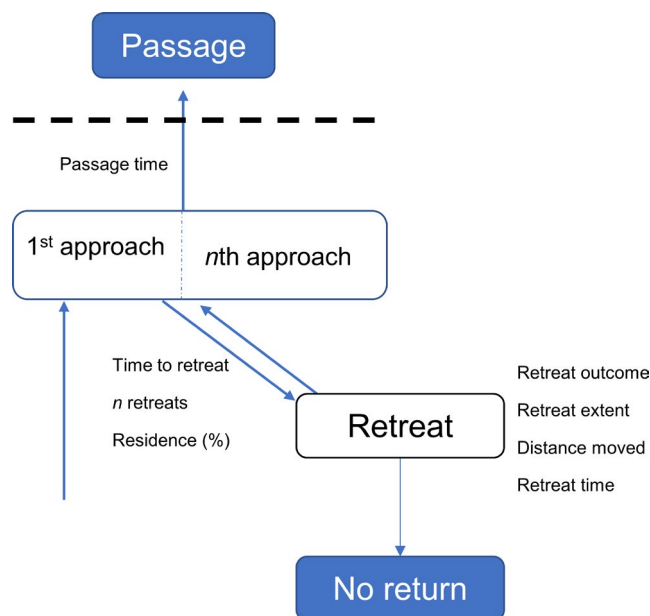 Passage
Passage time
1st approach
nth approach
Time to retreat
n retreats
Residence (%)
Retreat
Retreat outcome
Retreat extent
Distance moved
Retreat time
No return